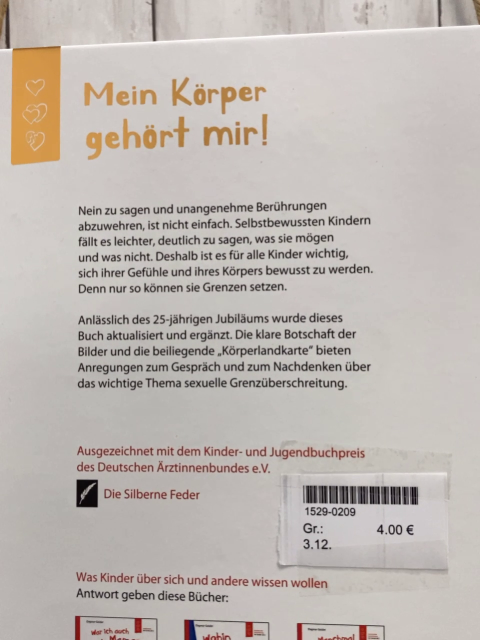 Mein Körper
gehört mir!
Nein zu sagen und unangenehme Berührungen
abzuwehren, ist nicht einfach. Selbstbewussten Kindern
fällt es leichter, deutlich zu sagen, was sie mögen
und was nicht. Deshalb ist es für alle Kinder wichtig,
sich ihrer Gefühle und ihres Körpers bewusst zu werden.
Denn nur so können sie Grenzen setzen.
Anlässlich des 25-jährigen Jubiläums wurde dieses
Buch aktualisiert und ergänzt. Die klare Botschaft der
Bilder und die beiliegende „Körperlandkarte" bieten
Anregungen zum Gespräch und zum Nachdenken über
das wichtige Thema sexuelle Grenzüberschreitung.
Ausgezeichnet mit dem Kinder- und Jugendbuchpreis
des Deutschen Ärztinnenbundes e.V.
Die Silberne Feder
1529-0209
Gr.: 4.00 €
3.12.
Was Kinder über sich und andere wissen wollen
Antwort geben diese Bücher:
War ich auch